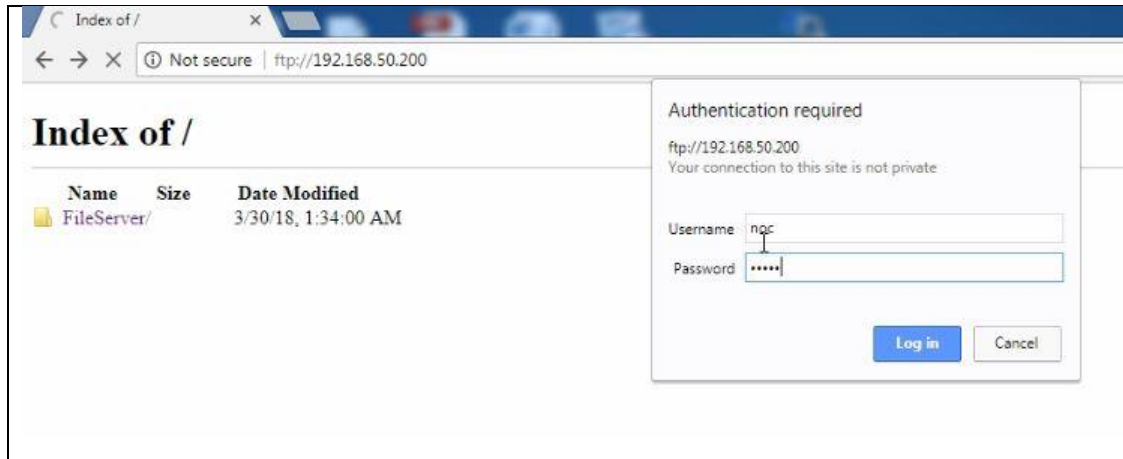 Index of /
Not secure | ftp://192.168.50.200
Index of /
Name Size Date Modified
FileServer/ 3/30/18, 1:34:00 AM
Authentication required
ftp://192.168.50.200
Your connection to this site is not private
Username noc
Password •••••
Log in Cancel